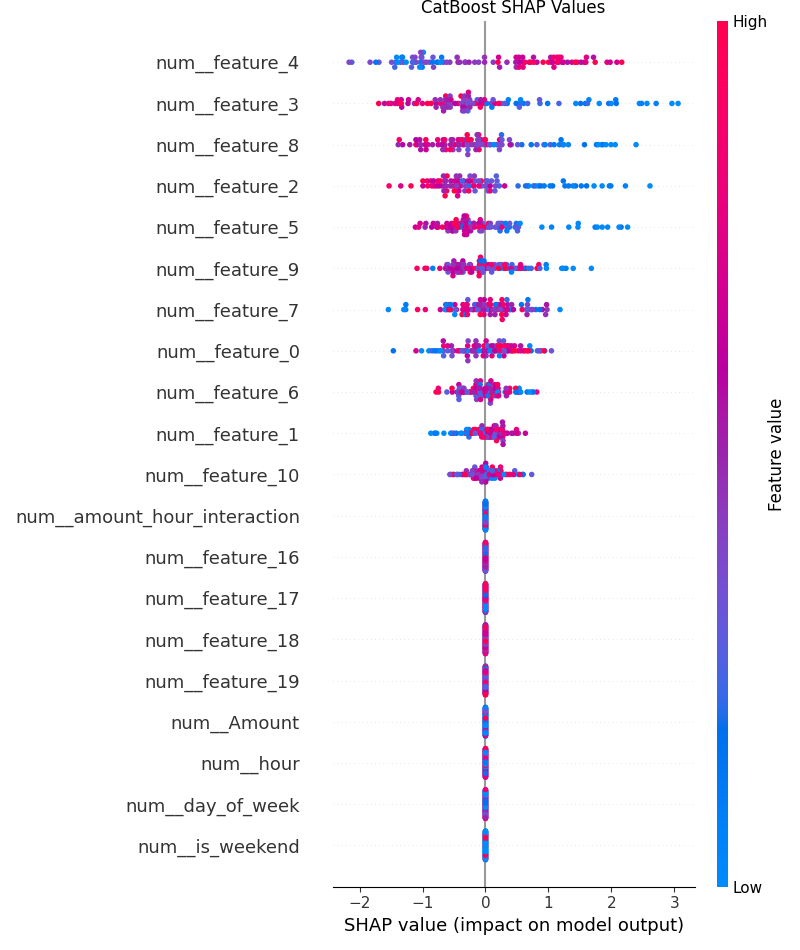 CatBoost SHAP Values
High
num__feature_4
num__feature_3
num__feature_8
num__feature_2
num__feature_5
num__feature_9
num__feature_7
num__feature_0
num__feature_6
num__feature_1
num__feature_10
num__amount_hour_interaction
num__feature_16
num__feature_17
num__feature_18
num__feature_19
num__Amount
num__hour
num__day_of_week
num__is_weekend
Feature value
Low
−2 −1 0 1 2 3
SHAP value (impact on model output)